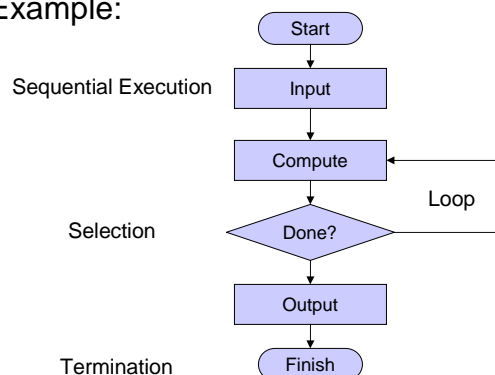 Example:
Start
Sequential Execution
Input
Compute
Loop
Selection
Done?
Output
Termination
Finish